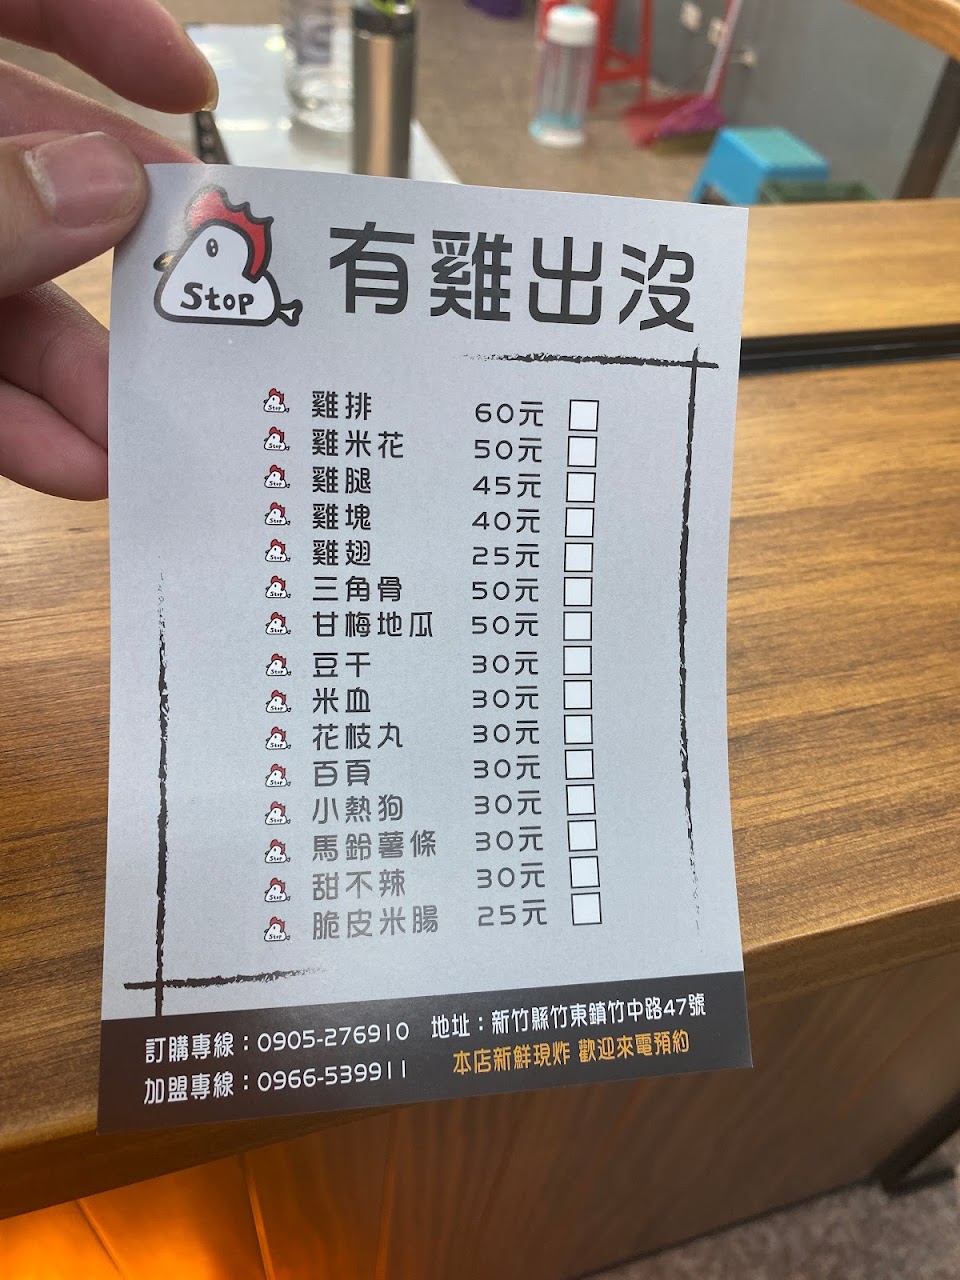 Stop
有雞出沒
雞排 60元
雞米花 50元
雞腿 45元
雞塊 40元
雞翅 25元
三角骨 50元
甘梅地瓜 50元
豆干 30元
米血 30元
花枝丸 30元
百頁 30元
小熱狗 30元
馬鈴薯條 30元
甜不辣 30元
脆皮米腸 25元
訂購專線：0905-276910 地址：新竹縣竹東鎮竹中路47號
加盟專線：0966-539911 本店新鮮現炸 歡迎來電預約